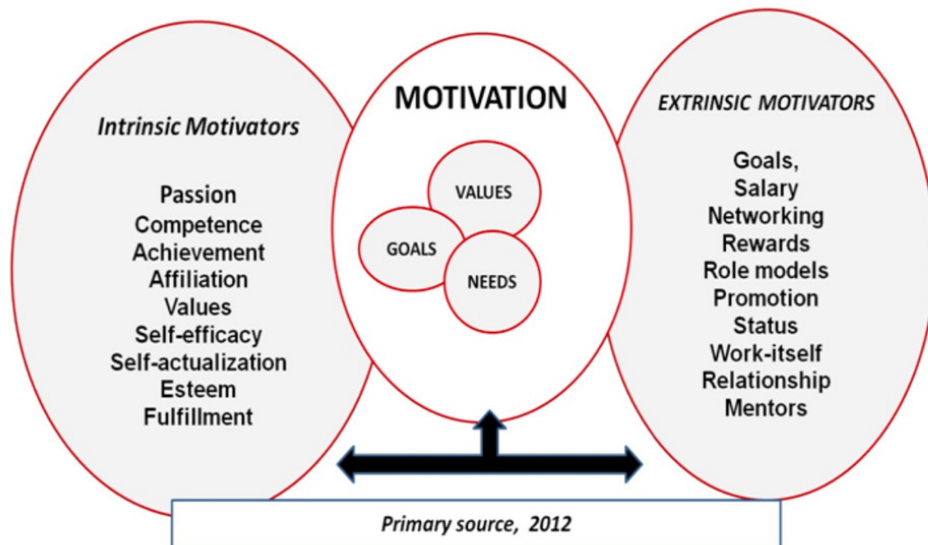 Intrinsic Motivators
Passion
Competence
Achievement
Affiliation
Values
Self-efficacy
Self-actualization
Esteem
Fulfillment
MOTIVATION
VALUES
GOALS
NEEDS
EXTRINSIC MOTIVATORS
Goals,
Salary
Networking
Rewards
Role models
Promotion
Status
Work-itself
Relationship
Mentors
Primary source, 2012